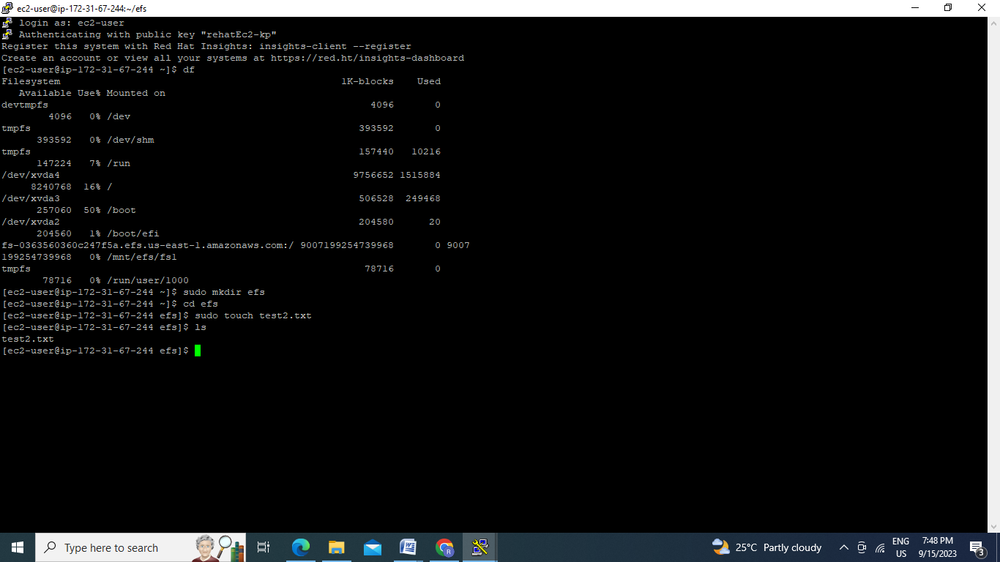 ec2-user@ip-172-31-67-244:~/efs
login as: ec2-user
Authenticating with public key "rehatEc2-kp"
Register this system with Red Hat Insights: insights-client --register
Create an account or view all your systems at https://red.ht/insights-dashboard
[ec2-user@ip-172-31-67-244 ~]$ df
Filesystem 1K-blocks Used
Available Use% Mounted on
devtmpfs 4096 0
4096 0% /dev
tmpfs 393592 0
393592 0% /dev/shm
tmpfs 157440 10216
147224 7% /run
/dev/xvda4 9756652 1515884
8240768 16% /
/dev/xvda3 506528 249468
257060 50% /boot
/dev/xvda2 204580 20
204560 1% /boot/efi
fs-0363560360c247f5a.efs.us-east-1.amazonaws.com:/ 9007199254739968 0 9007
199254739968 0% /mnt/efs/fs1
tmpfs 78716 0
78716 0% /run/user/1000
[ec2-user@ip-172-31-67-244 ~]$ sudo mkdir efs
[ec2-user@ip-172-31-67-244 ~]$ cd efs
[ec2-user@ip-172-31-67-244 efs]$ sudo touch test2.txt
[ec2-user@ip-172-31-67-244 efs]$ ls
test2.txt
[ec2-user@ip-172-31-67-244 efs]$
Type here to search
25°C Partly cloudy
ENG
US
7:48 PM
9/15/2023
3